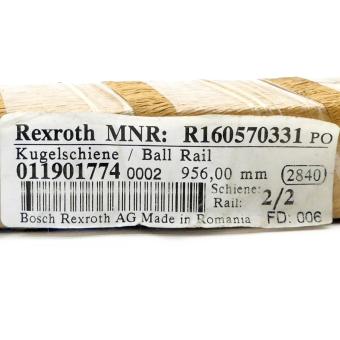 Rexroth MNR: R160570331 PO
Kugelschiene / Ball Rail
011901774 0002 956,00 mm 2840
Schiene:
Rail: 2/2
Bosch Rexroth AG Made in Romania FD: 006